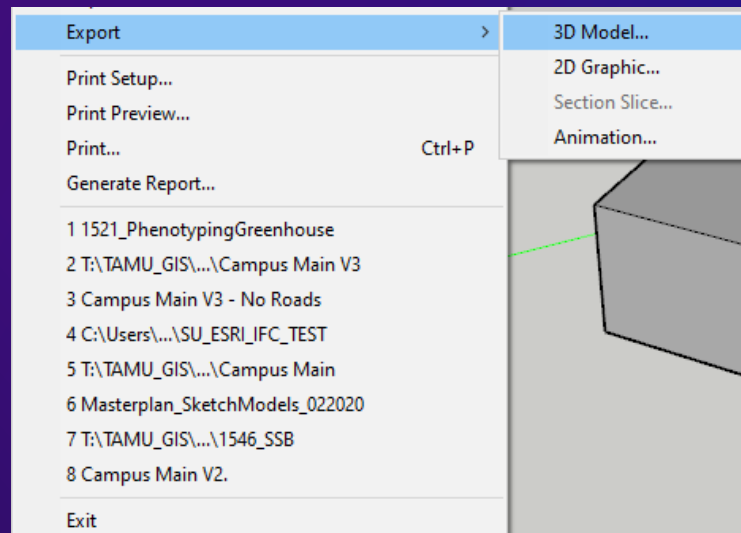 Export >
3D Model...
2D Graphic...
Section Slice...
Animation...
Print Setup...
Print Preview...
Print... Ctrl+P
Generate Report...
1 1521_PhenotypingGreenhouse
2 T:\TAMU_GIS\...\Campus Main V3
3 Campus Main V3 - No Roads
4 C:\Users\...\SU_ESRI_IFC_TEST
5 T:\TAMU_GIS\...\Campus Main
6 Masterplan_SketchModels_022020
7 T:\TAMU_GIS\...\1546_SSB
8 Campus Main V2.
Exit